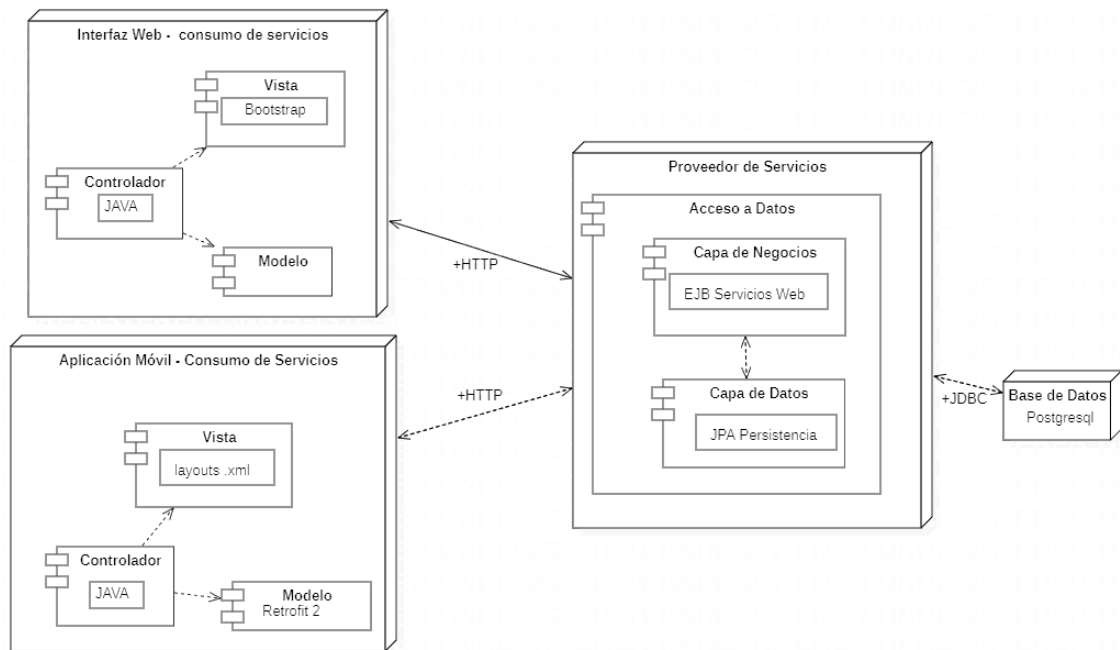 Interfaz Web - consumo de servicios
Vista
Bootstrap
Controlador
JAVA
Modelo
+HTTP
Aplicación Móvil - Consumo de Servicios
Vista
layouts .xml
Controlador
JAVA
Modelo
Retrofit 2
+HTTP
Proveedor de Servicios
Acceso a Datos
Capa de Negocios
EJB Servicios Web
Capa de Datos
JPA Persistencia
+JDBC
Base de Datos
Postgresql